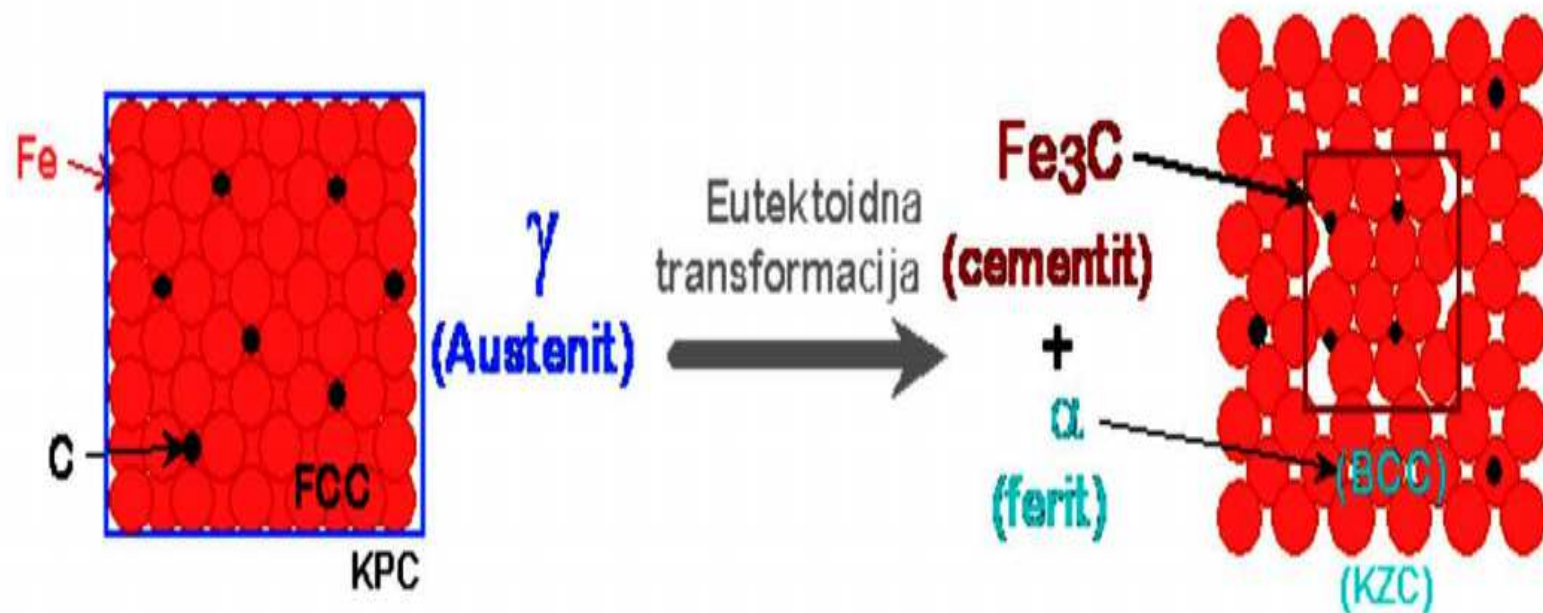 Fe
C
FCC
KPC
γ
(Austenit)
Eutektoidna
transformacija
Fe3C
(cementit)
+
α
(ferit)
(BCC)
(KZC)